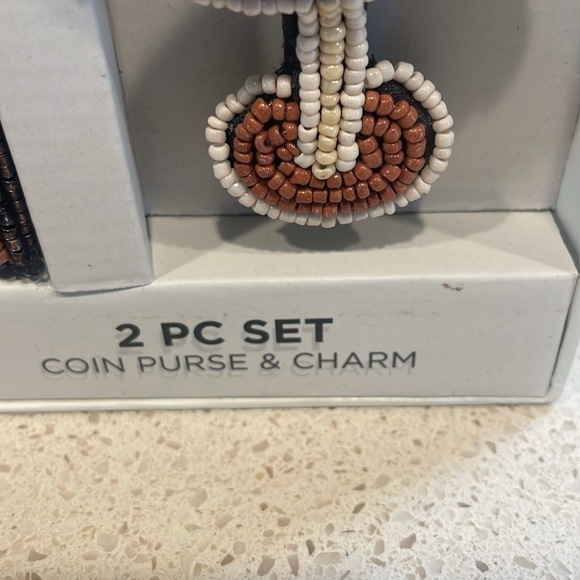 2 PC SET
COIN PURSE & CHARM